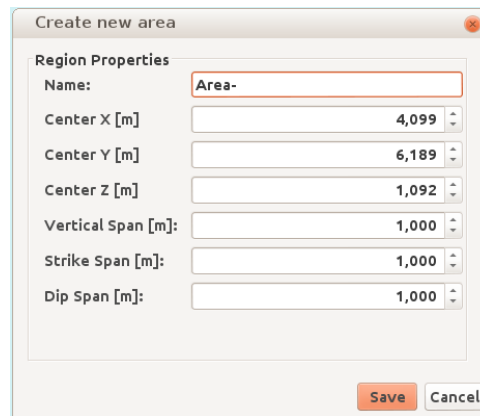 Create new area
Region Properties
Name: Area-
Center X [m] 4,099
Center Y [m] 6,189
Center Z [m] 1,092
Vertical Span [m]: 1,000
Strike Span [m]: 1,000
Dip Span [m]: 1,000
Save Cancel